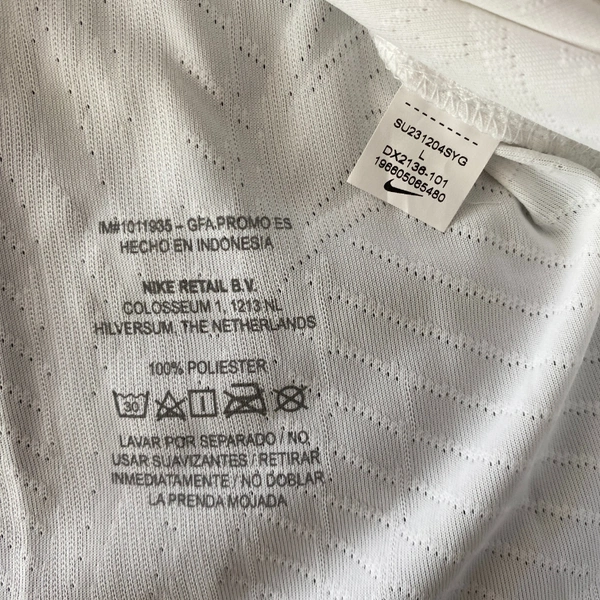 SU231204SYG
L
DX2136-101
196605065480
IM#1011935 – GFA PROMO ES
HECHO EN INDONESIA
NIKE RETAIL B.V.
COLOSSEUM 1, 1213 NL
HILVERSUM, THE NETHERLANDS
100% POLIESTER
30
LAVAR POR SEPARADO / NO
USAR SUAVIZANTES / RETIRAR
INMEDIATAMENTE / NO DOBLAR
LA PRENDA MOJADA